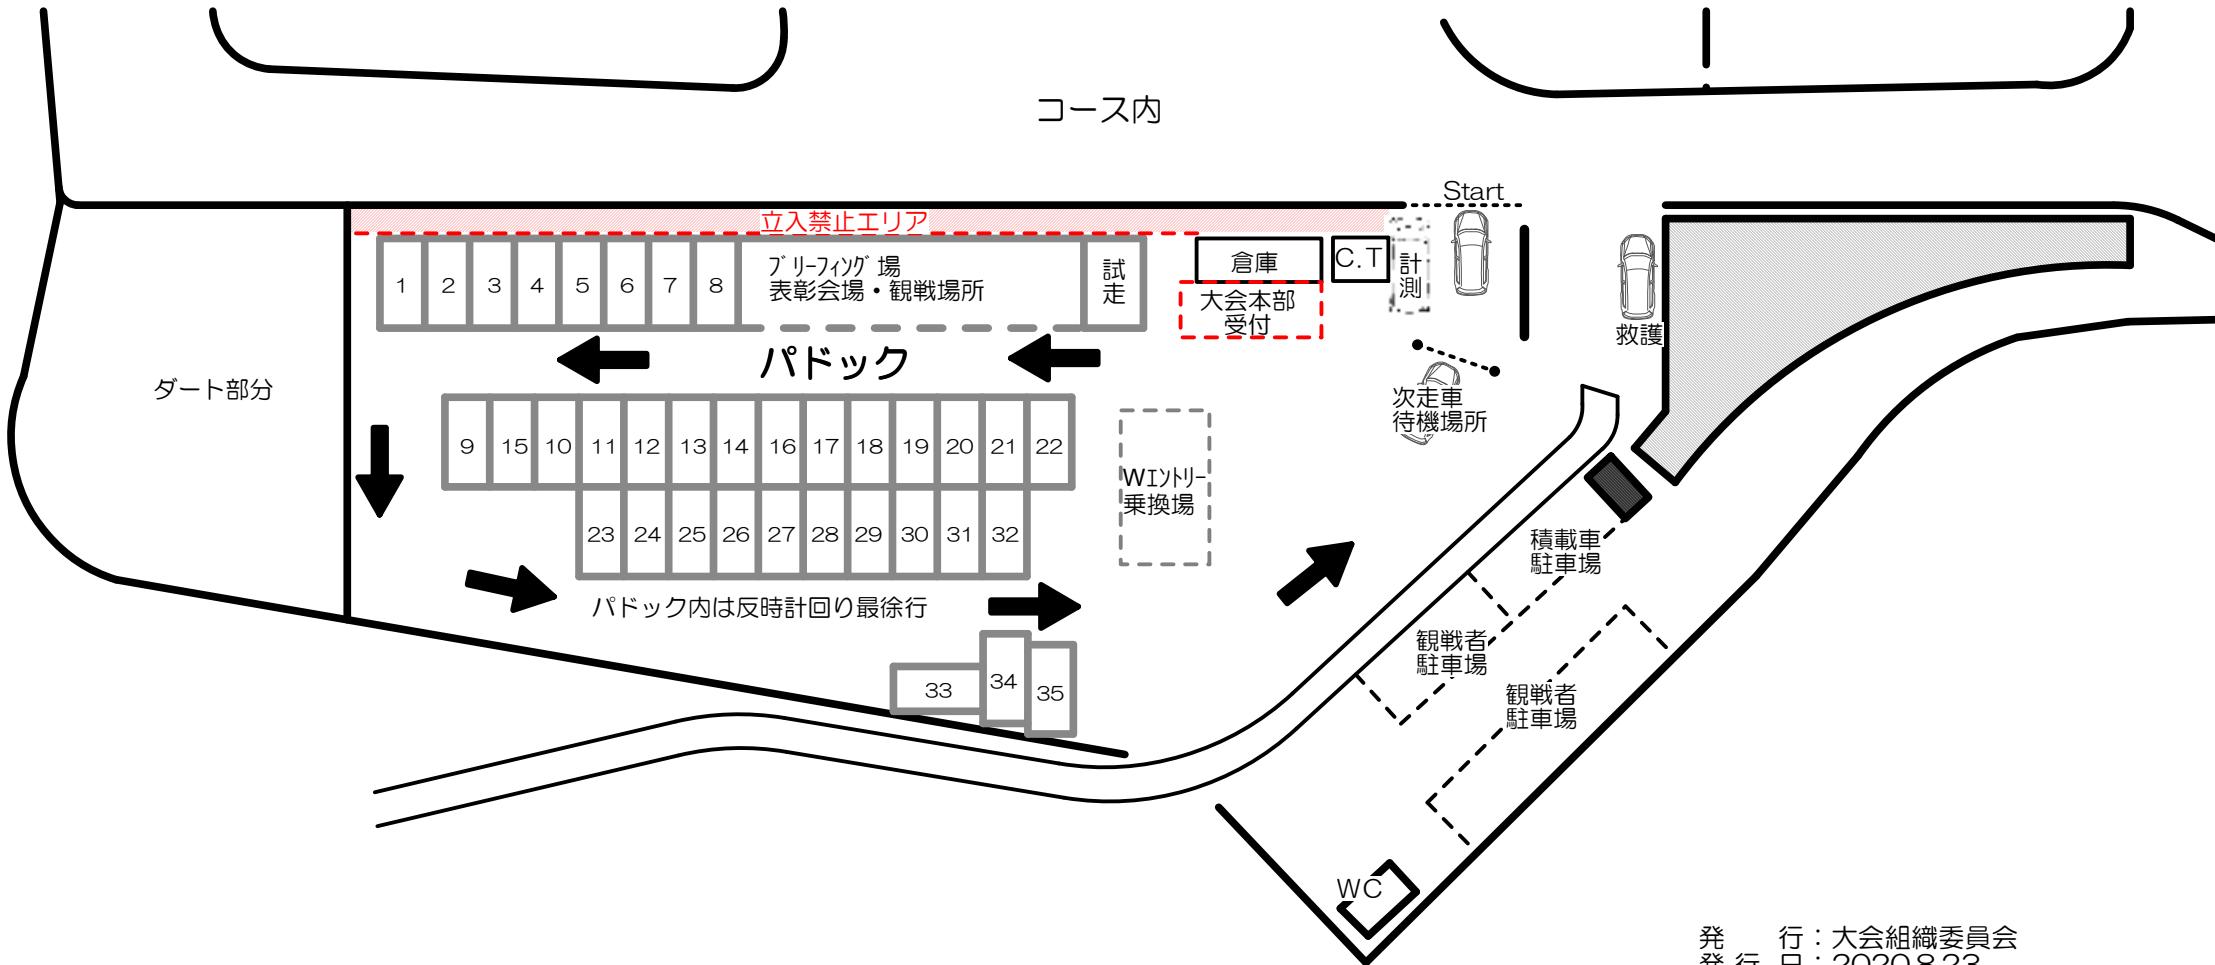 コース内
Start
立入禁止エリア
1 2 3 4 5 6 7 8
ブリーフィング場
表彰会場・観戦場所
試走
倉庫
C.T
計測
大会本部
受付
救護
パドック
ダート部分
次走車
待機場所
9 15 10 11 12 13 14 16 17 18 19 20 21 22
Wエントリー
乗換場
23 24 25 26 27 28 29 30 31 32
積載車
駐車場
パドック内は反時計回り最徐行
観戦者
駐車場
33 34 35
観戦者
駐車場
WC
発　　行：大会組織委員会
発 行 日：2020.8.23